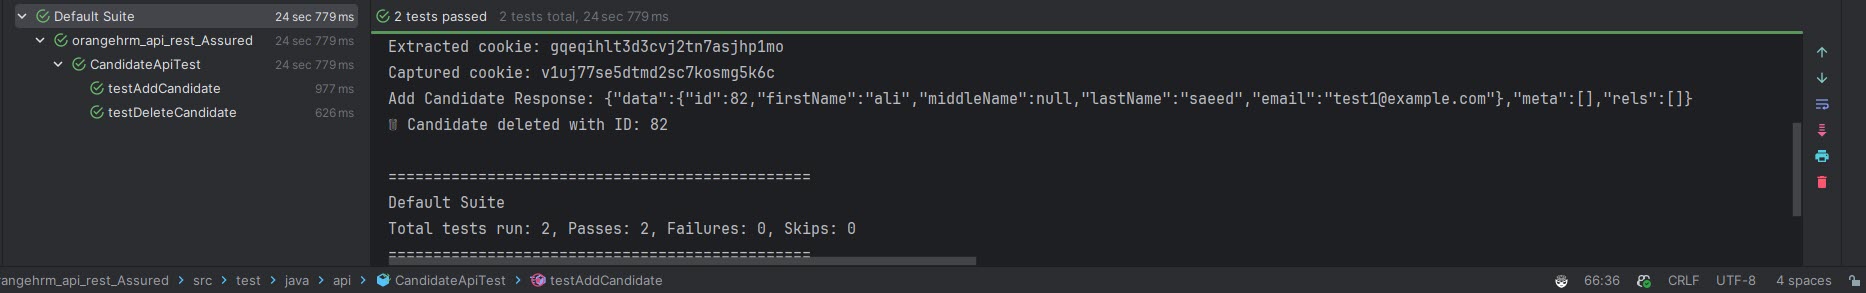 Default Suite 24 sec 779 ms
orangehrm_api_rest_Assured 24 sec 779 ms
CandidateApiTest 24 sec 779 ms
testAddCandidate 977 ms
testDeleteCandidate 626 ms
2 tests passed 2 tests total, 24 sec 779 ms
Extracted cookie: gqeqihlt3d3cvj2tn7asjhp1mo
Captured cookie: v1uj77se5dtmd2sc7kosmg5k6c
Add Candidate Response: {"data":{"id":82,"firstName":"ali","middleName":null,"lastName":"saeed","email":"test1@example.com"},"meta":[],"rels":[]}
Candidate deleted with ID: 82
===============================================
Default Suite
Total tests run: 2, Passes: 2, Failures: 0, Skips: 0
===============================================
rangehrm_api_rest_Assured > src > test > java > api > CandidateApiTest > testAddCandidate 66:36 CRLF UTF-8 4 spaces